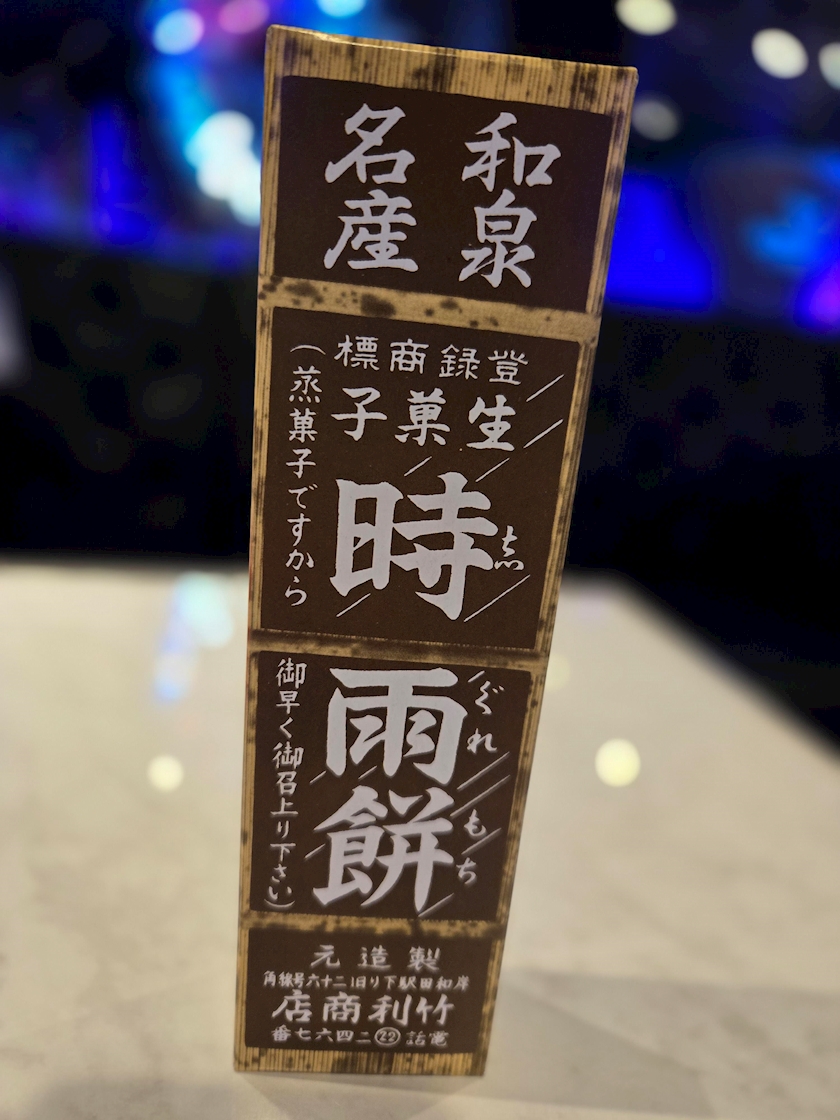 和泉
名産
登録商標
生菓子
時雨餅
しぐれもち
(蒸菓子ですから
御早く御召上り下さい)
製造元
岸和田駅下り旧二十六号線角
竹利商店
電話㉒二四六七番